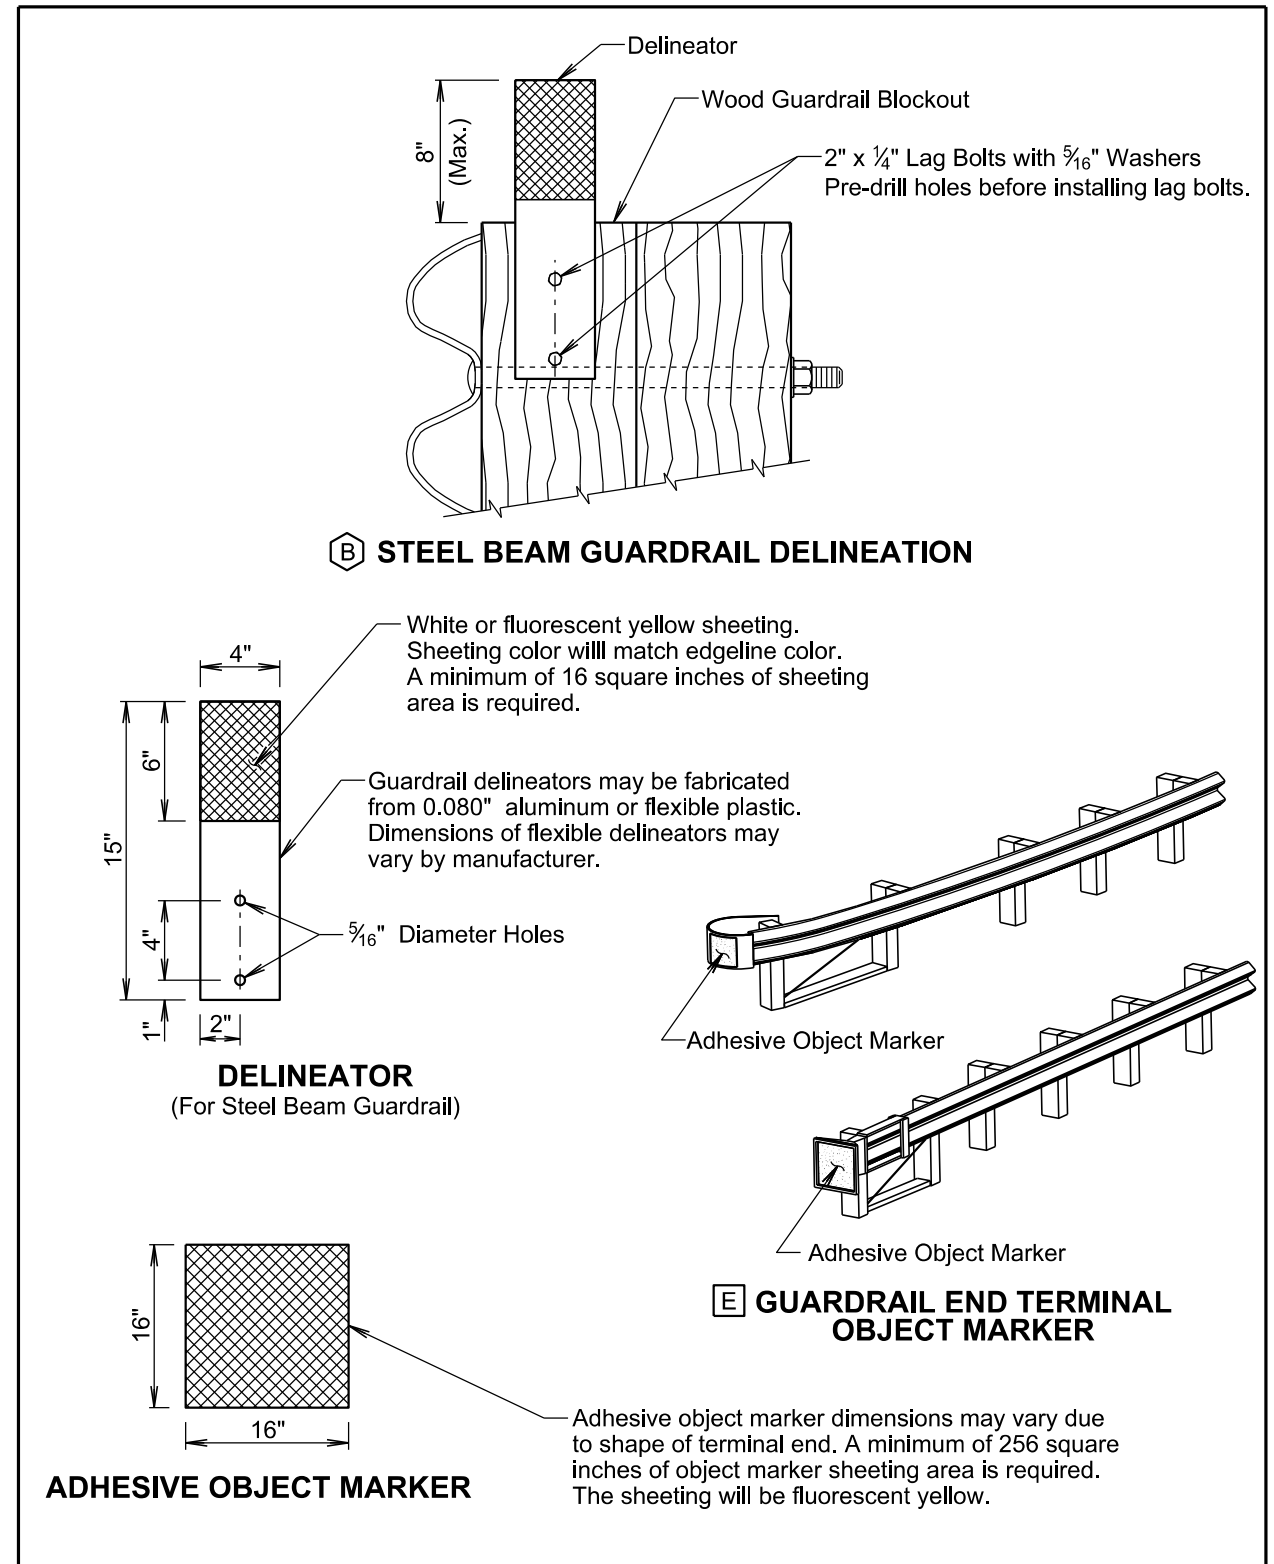 Delineator
Wood Guardrail Blockout
8"
(Max.)
2" x 1/4" Lag Bolts with 5/16" Washers
Pre-drill holes before installing lag bolts.
B STEEL BEAM GUARDRAIL DELINEATION
White or fluorescent yellow sheeting.
Sheeting color willl match edgeline color.
A minimum of 16 square inches of sheeting
area is required.
4"
6"
15"
Guardrail delineators may be fabricated
from 0.080" aluminum or flexible plastic.
Dimensions of flexible delineators may
vary by manufacturer.
4"
5/16" Diameter Holes
1"
2"
DELINEATOR
(For Steel Beam Guardrail)
Adhesive Object Marker
Adhesive Object Marker
E GUARDRAIL END TERMINAL
OBJECT MARKER
16"
16"
ADHESIVE OBJECT MARKER
Adhesive object marker dimensions may vary due
to shape of terminal end. A minimum of 256 square
inches of object marker sheeting area is required.
The sheeting will be fluorescent yellow.